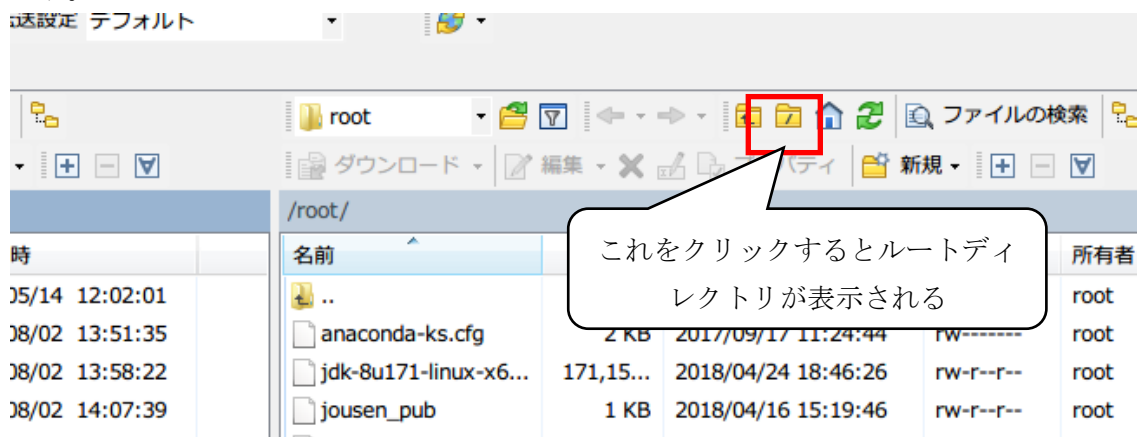 送設定 デフォルト
root
ファイルの検索
ダウンロード
編集
パティ
新規
/root/
これをクリックするとルートディ
レクトリが表示される
時
名前
所有者
05/14 12:02:01
..
root
08/02 13:51:35
anaconda-ks.cfg
2 KB
2017/09/17 11:24:44
rw-------
root
08/02 13:58:22
jdk-8u171-linux-x6...
171,15...
2018/04/24 18:46:26
rw-r--r--
root
08/02 14:07:39
jousen_pub
1 KB
2018/04/16 15:19:46
rw-r--r--
root